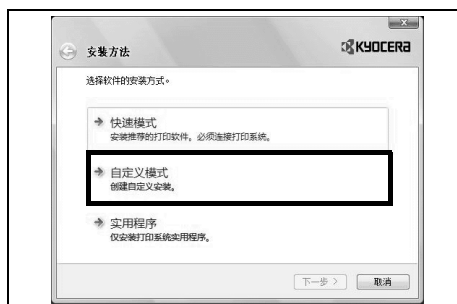 安装方法
KYOCERA
选择软件的安装方式。
快速模式
安装推荐的打印软件。必须连接打印系统。
自定义模式
创建自定义安装。
实用程序
仅安装打印系统实用程序。
下一步 >
取消